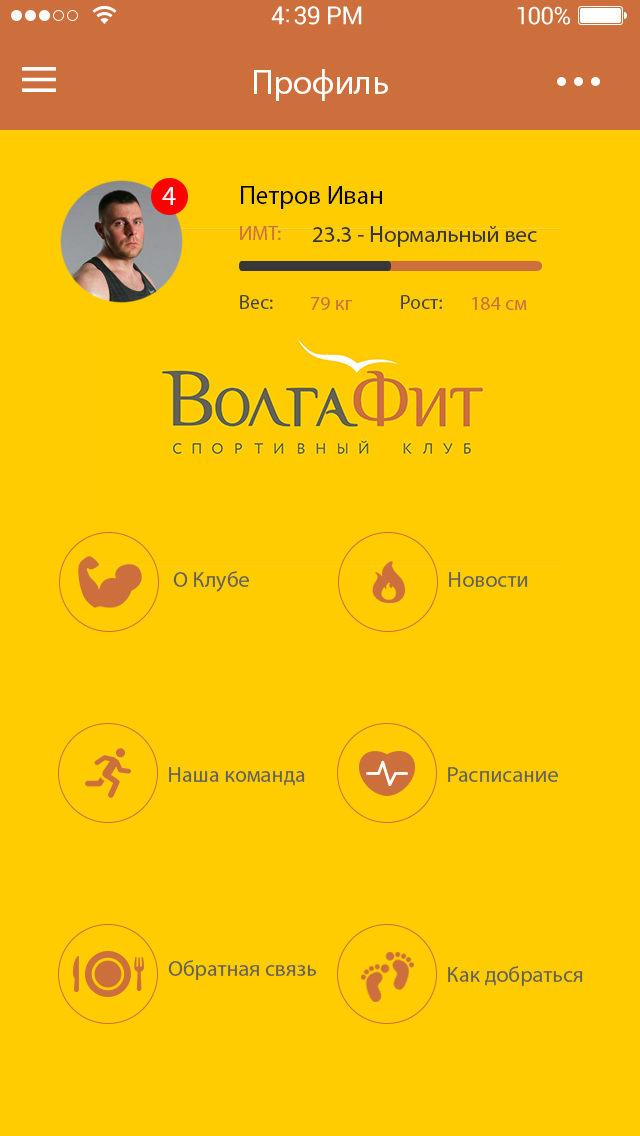 4:39 PM 100%
Профиль
4
Петров Иван
ИМТ: 23.3 - Нормальный вес
Вес: 79 кг Рост: 184 см
ВолгаФит
СПОРТИВНЫЙ КЛУБ
О Клубе Новости
Наша команда Расписание
Обратная связь Как добраться